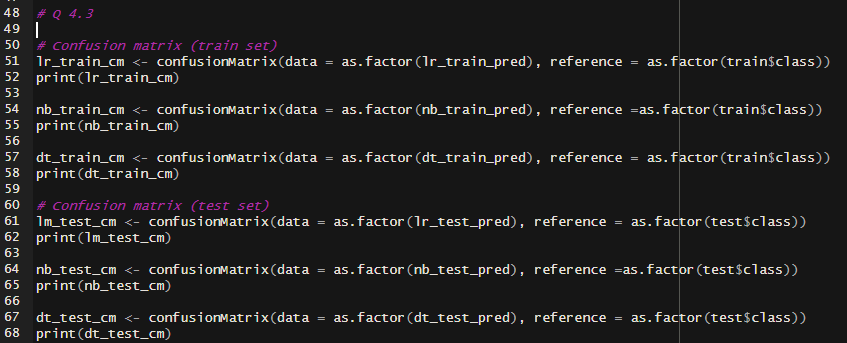 48 # Q 4.3
49
50 # confusion matrix (train set)
51 lr_train_cm <- confusionMatrix(data = as.factor(lr_train_pred), reference = as.factor(train$class))
52 print(lr_train_cm)
53
54 nb_train_cm <- confusionMatrix(data = as.factor(nb_train_pred), reference =as.factor(train$class))
55 print(nb_train_cm)
56
57 dt_train_cm <- confusionMatrix(data = as.factor(dt_train_pred), reference = as.factor(train$class))
58 print(dt_train_cm)
59
60 # confusion matrix (test set)
61 lm_test_cm <- confusionMatrix(data = as.factor(lr_test_pred), reference = as.factor(test$class))
62 print(lm_test_cm)
63
64 nb_test_cm <- confusionMatrix(data = as.factor(nb_test_pred), reference =as.factor(test$class))
65 print(nb_test_cm)
66
67 dt_test_cm <- confusionMatrix(data = as.factor(dt_test_pred), reference = as.factor(test$class))
68 print(dt_test_cm)